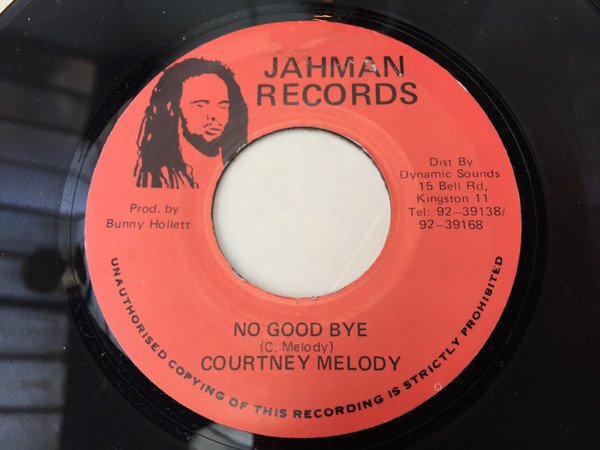 JAHMAN
RECORDS
Prod. by
Bunny Hollett
Dist By
Dynamic Sounds
15 Bell Rd,
Kingston 11
Tel: 92-39138/
92-39168
NO GOOD BYE
(C. Melody)
COURTNEY MELODY
UNAUTHORISED COPYING OF THIS RECORDING IS STRICTLY PROHIBITED